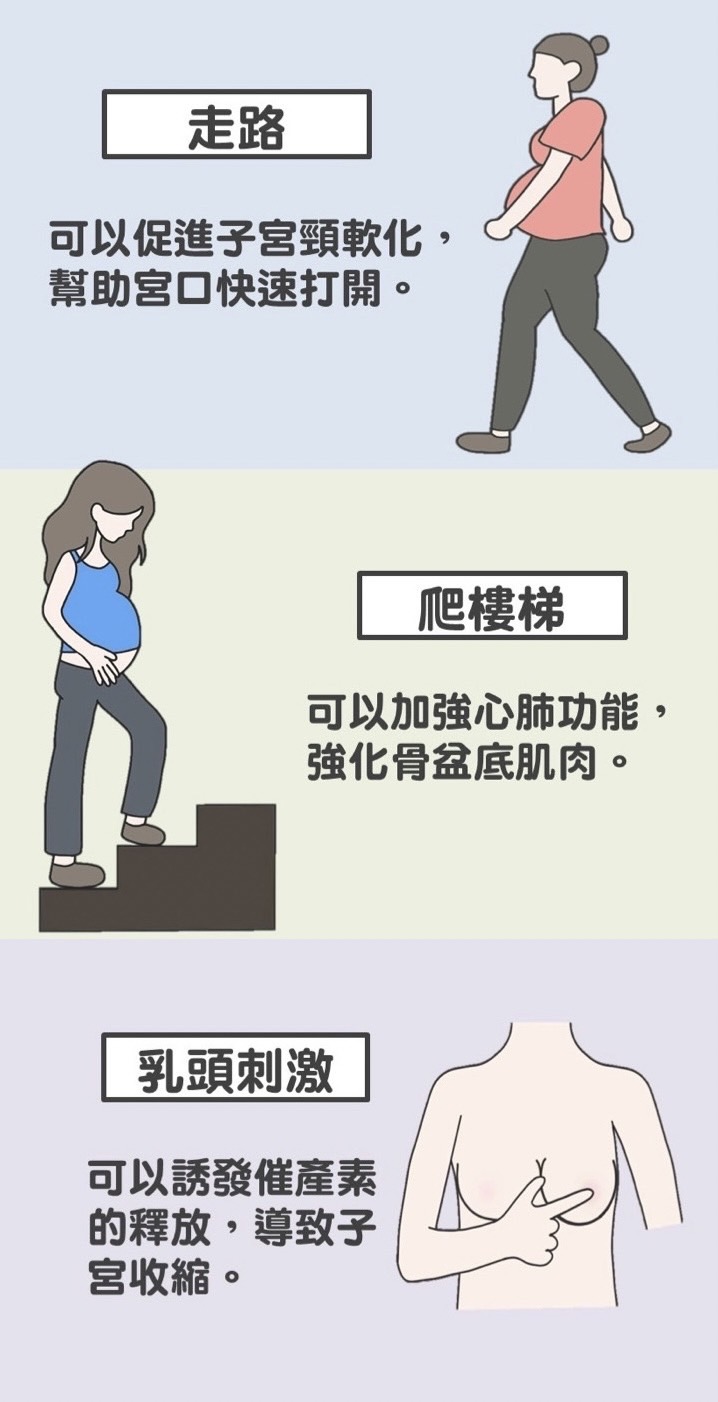 走路
可以促進子宮頸軟化，
幫助宮口快速打開。
爬樓梯
可以加強心肺功能，
強化骨盆底肌肉。
乳頭刺激
可以誘發催產素
的釋放，導致子
宮收縮。